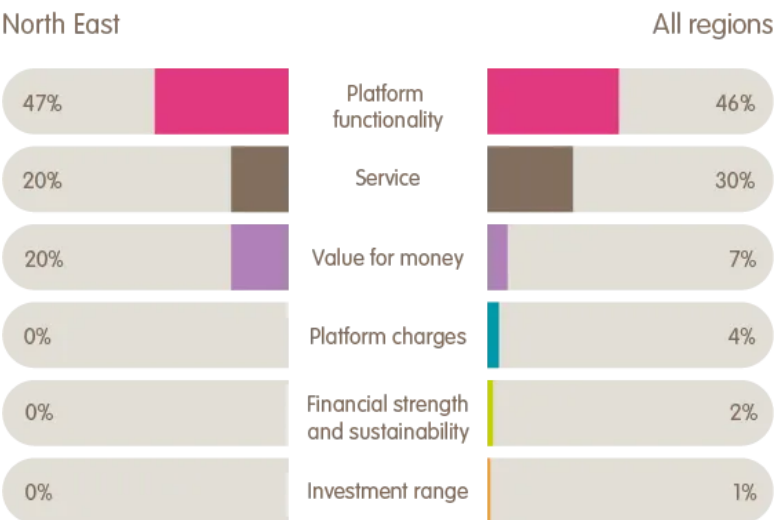 North East
All regions
47%
Platform
functionality
46%
20%
Service
30%
20%
Value for money
7%
0%
Platform charges
4%
0%
Financial strength
and sustainability
2%
0%
Investment range
1%